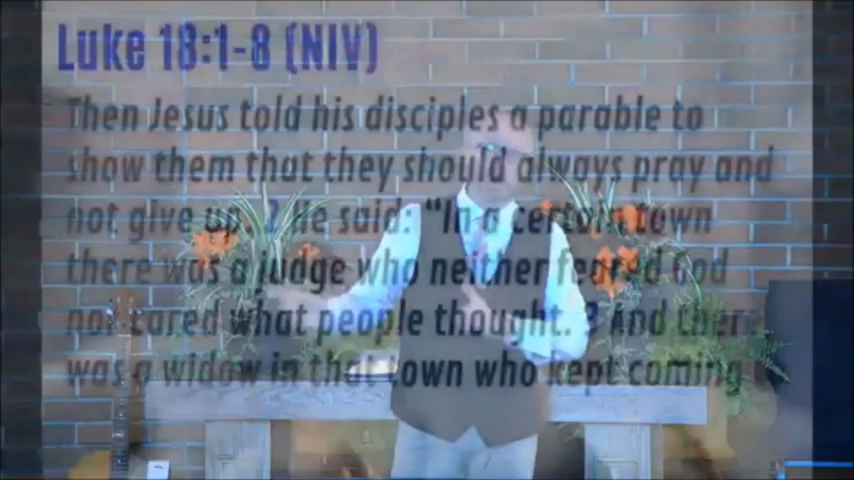 Luke 18:1-8 (NIV)
Then Jesus told his disciples a parable to
show them that they should always pray and
not give up. 2 He said: "In a certain town
there was a judge who neither feared God
nor cared what people thought. 3 And there
was a widow in that town who kept coming